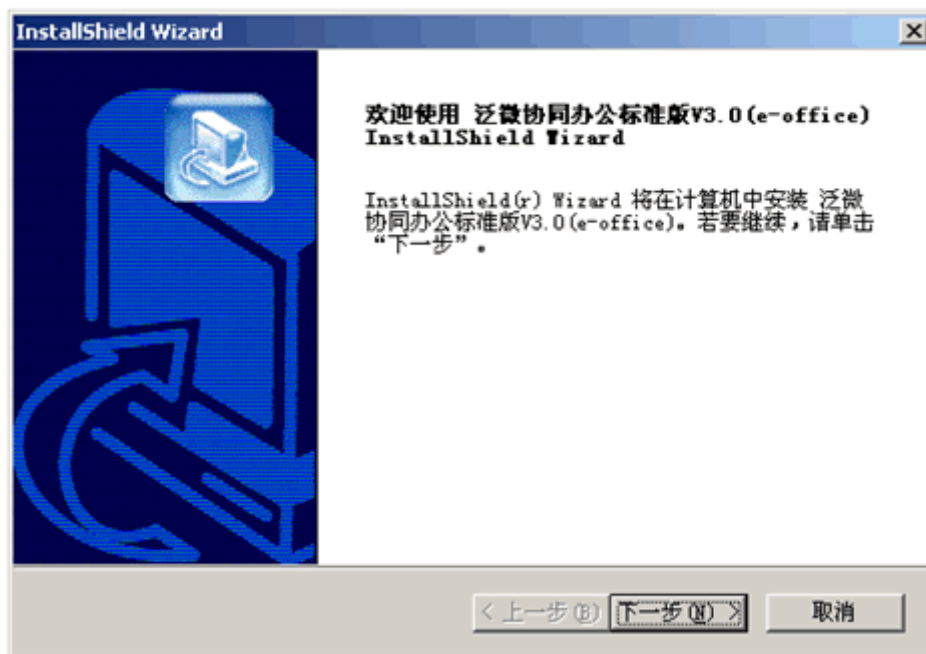 InstallShield Wizard
欢迎使用 泛微协同办公标准版V3.0(e-office)
InstallShield Wizard
InstallShield(r) Wizard 将在计算机中安装 泛微
协同办公标准版V3.0(e-office)。若要继续，请单击
“下一步”。
< 上一步(B) 下一步(N) > 取消